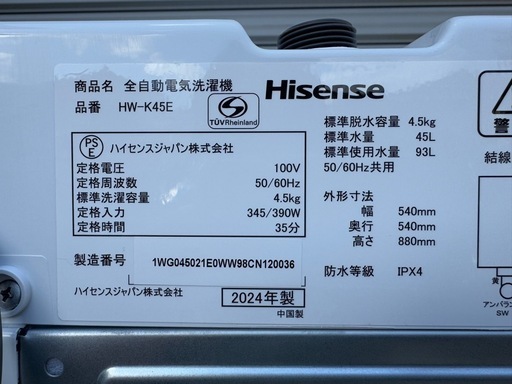 商品名 全自動電気洗濯機
品番 HW-K45E
TÜVRheinland
Hisense
PS
E
ハイセンスジャパン株式会社
定格電圧 100V
定格周波数 50/60Hz
標準洗濯容量 4.5kg
定格入力 345/390W
定格時間 35分
製造番号 1WG045021E0WW98CN120036
ハイセンスジャパン株式会社
2024年製
中国製
標準脱水容量 4.5kg
標準水量 45L
標準使用水量 93L
50/60Hz共用
外形寸法
幅 540mm
奥行 540mm
高さ 880mm
防水等級 IPX4
警
結線
黄
アンバラン
SW